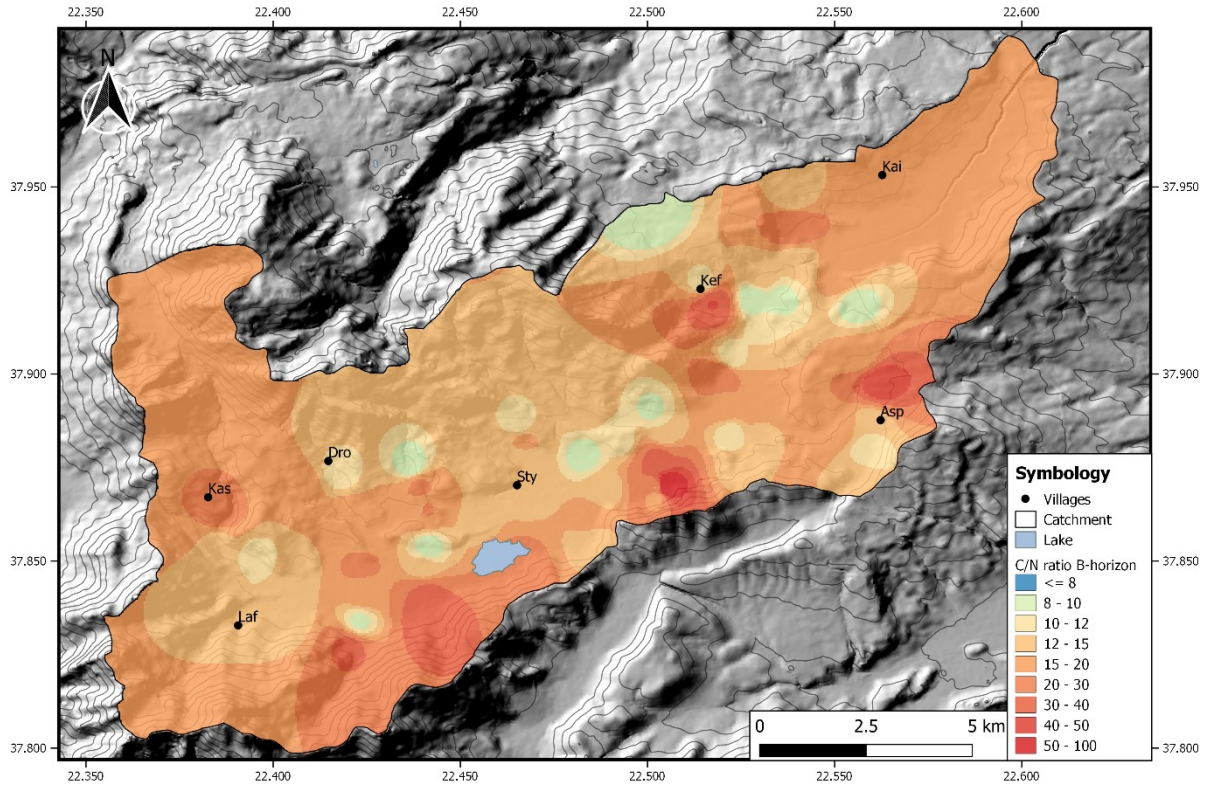 22.350 22.400 22.450 22.500 22.550 22.600
N
37.950 37.950
Kai
Kef
37.900 37.900
Asp
Dro
Sty
Kas
37.850 37.850
Laf
37.800 37.800
Symbology
Villages
Catchment
Lake
C/N ratio B-horizon
<= 8
8 - 10
10 - 12
12 - 15
15 - 20
20 - 30
30 - 40
40 - 50
50 - 100
0 2.5 5 km
22.350 22.400 22.450 22.500 22.550 22.600